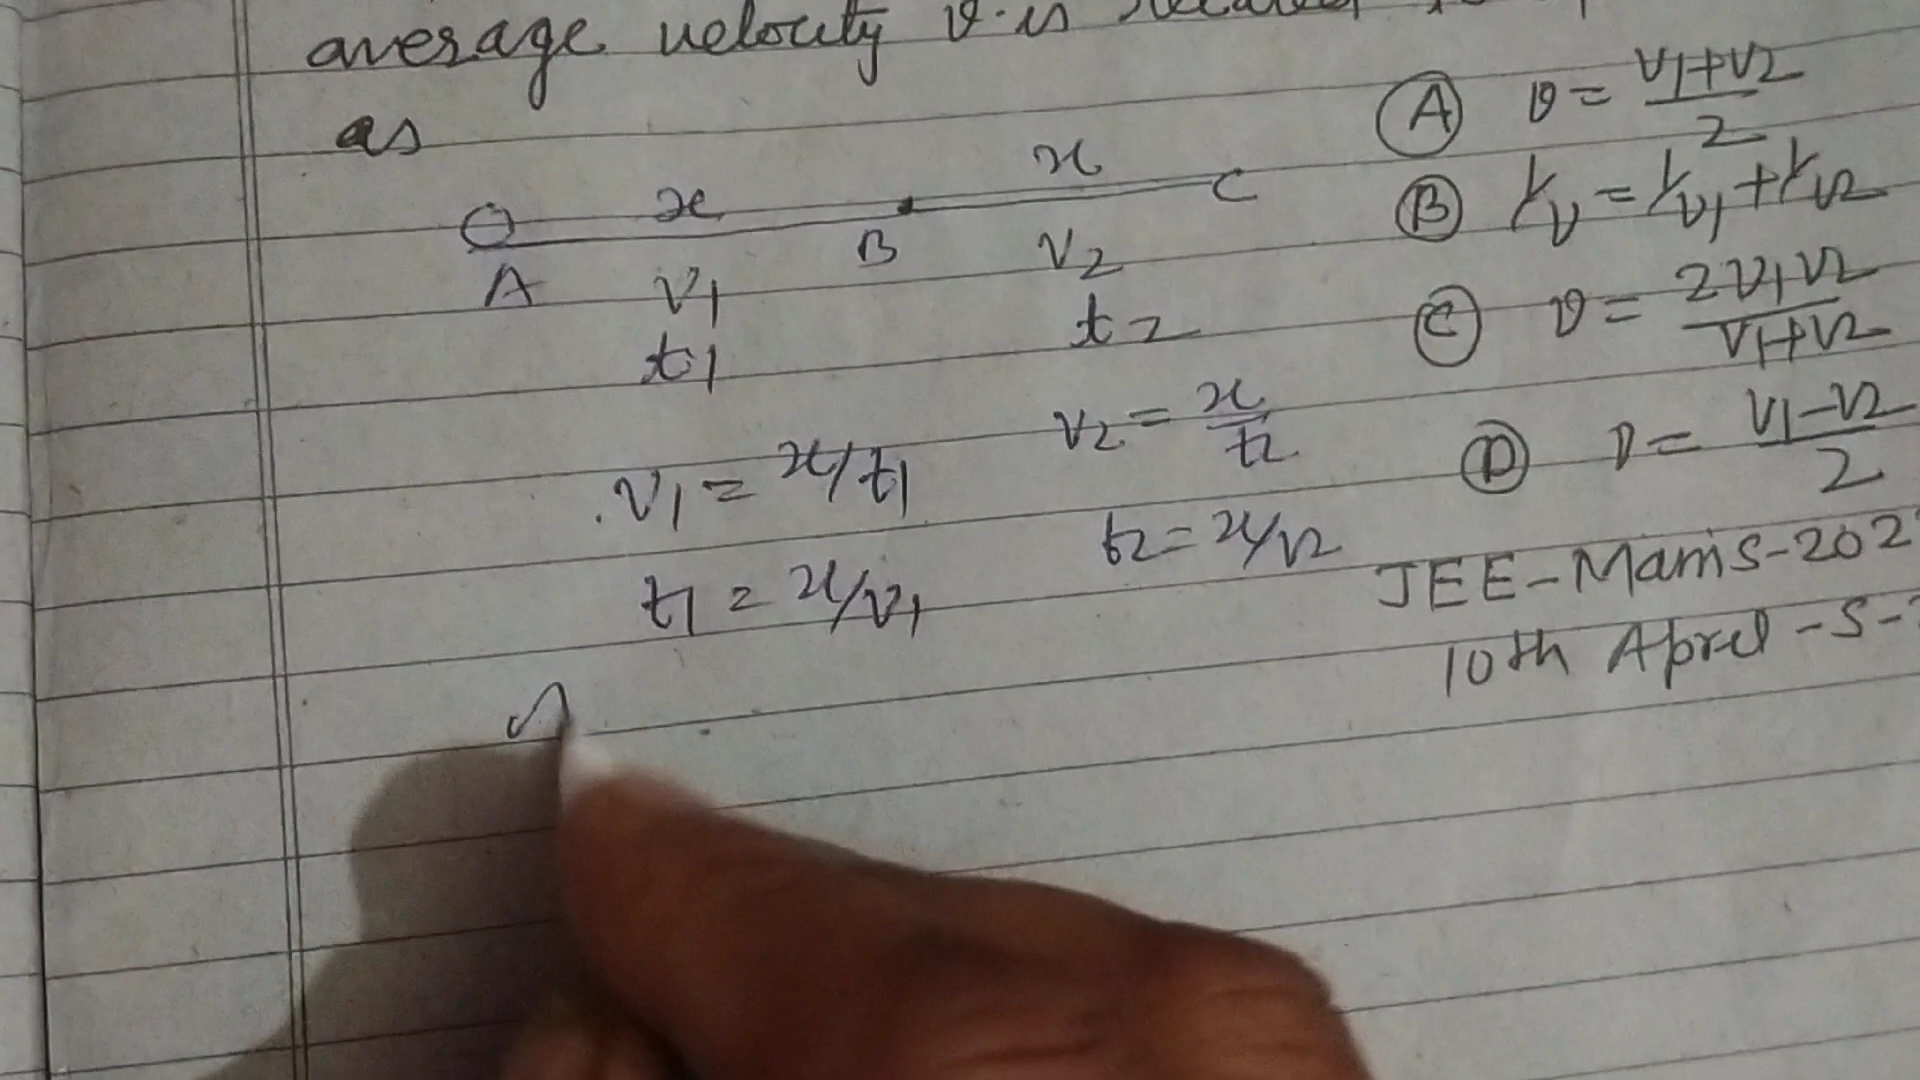 average velocity v is
as
x x
A B C
v1 v2
t1 t2
v1 = x/t1 v2 = x/t2
t1 = x/v1 t2 = x/v2
(A) v = v1+v2/2
(B) 1/v = 1/v1 + 1/v2
(C) v = 2v1v2/v1+v2
(D) v = v1-v2/2
JEE-Mains-202
10th April -S-